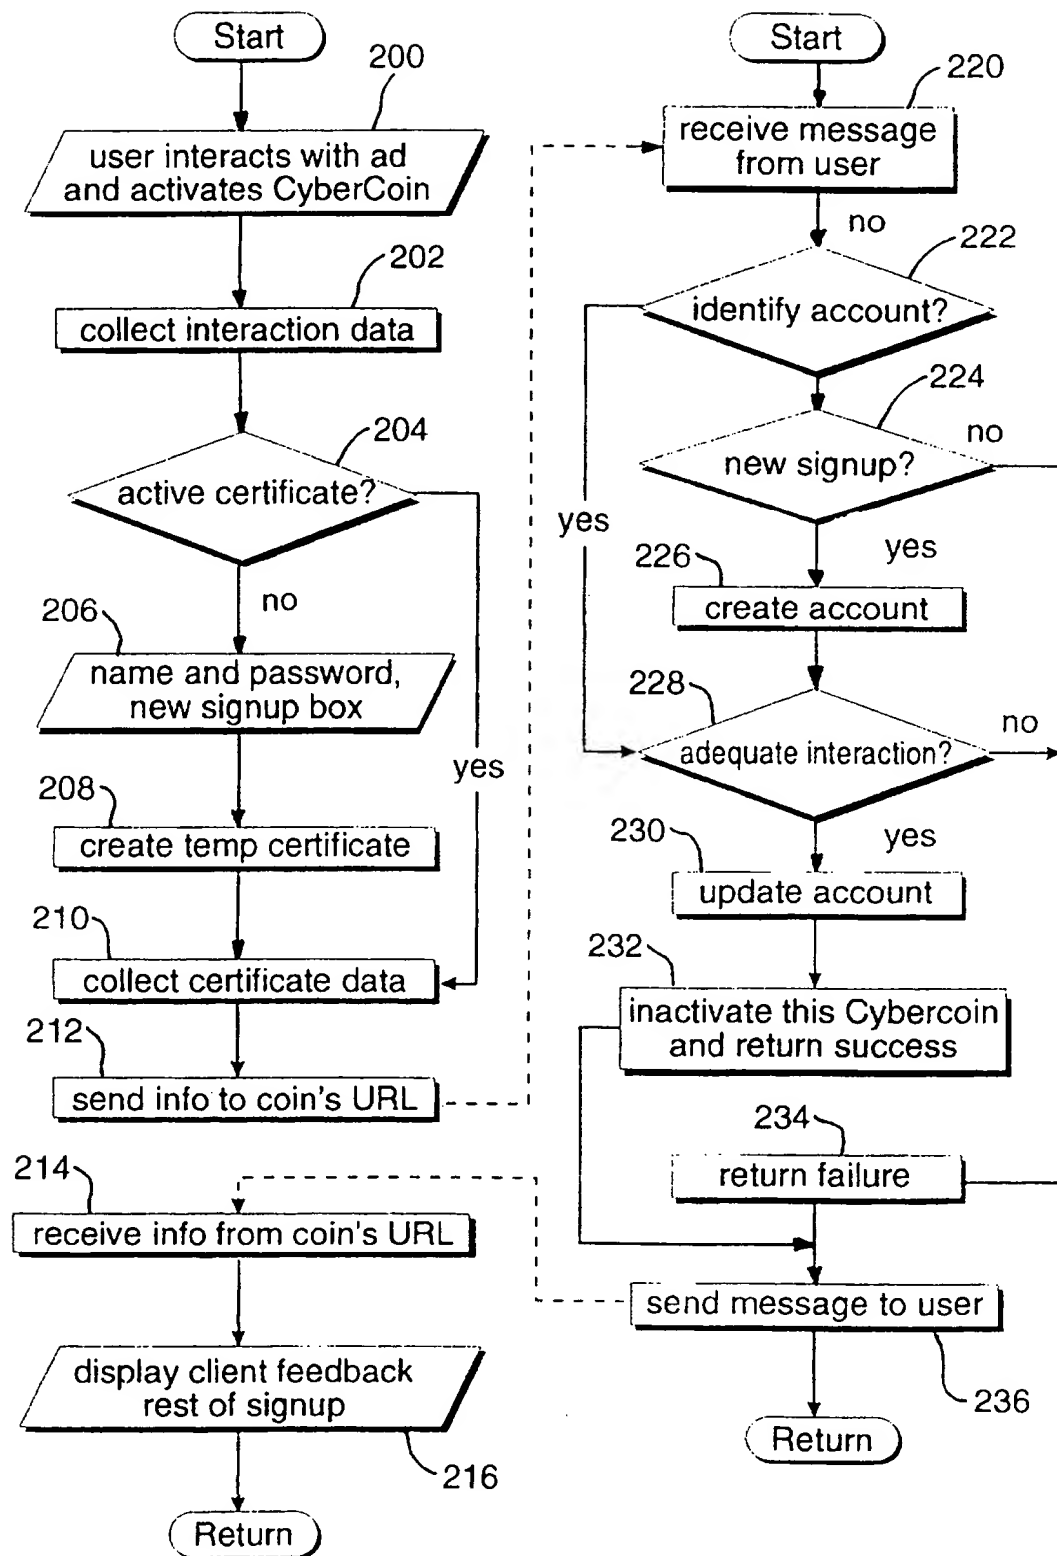 Start
200
user interacts with ad
and activates CyberCoin
202
collect interaction data
204
active certificate?
no
yes
206
name and password,
new signup box
208
create temp certificate
210
collect certificate data
212
send info to coin's URL
214
receive info from coin's URL
display client feedback
rest of signup
216
Return
Start
220
receive message
from user
no
222
identify account?
224
no
new signup?
yes
yes
226
create account
228
no
adequate interaction?
230
yes
update account
232
inactivate this Cybercoin
and return success
234
return failure
send message to user
236
Return